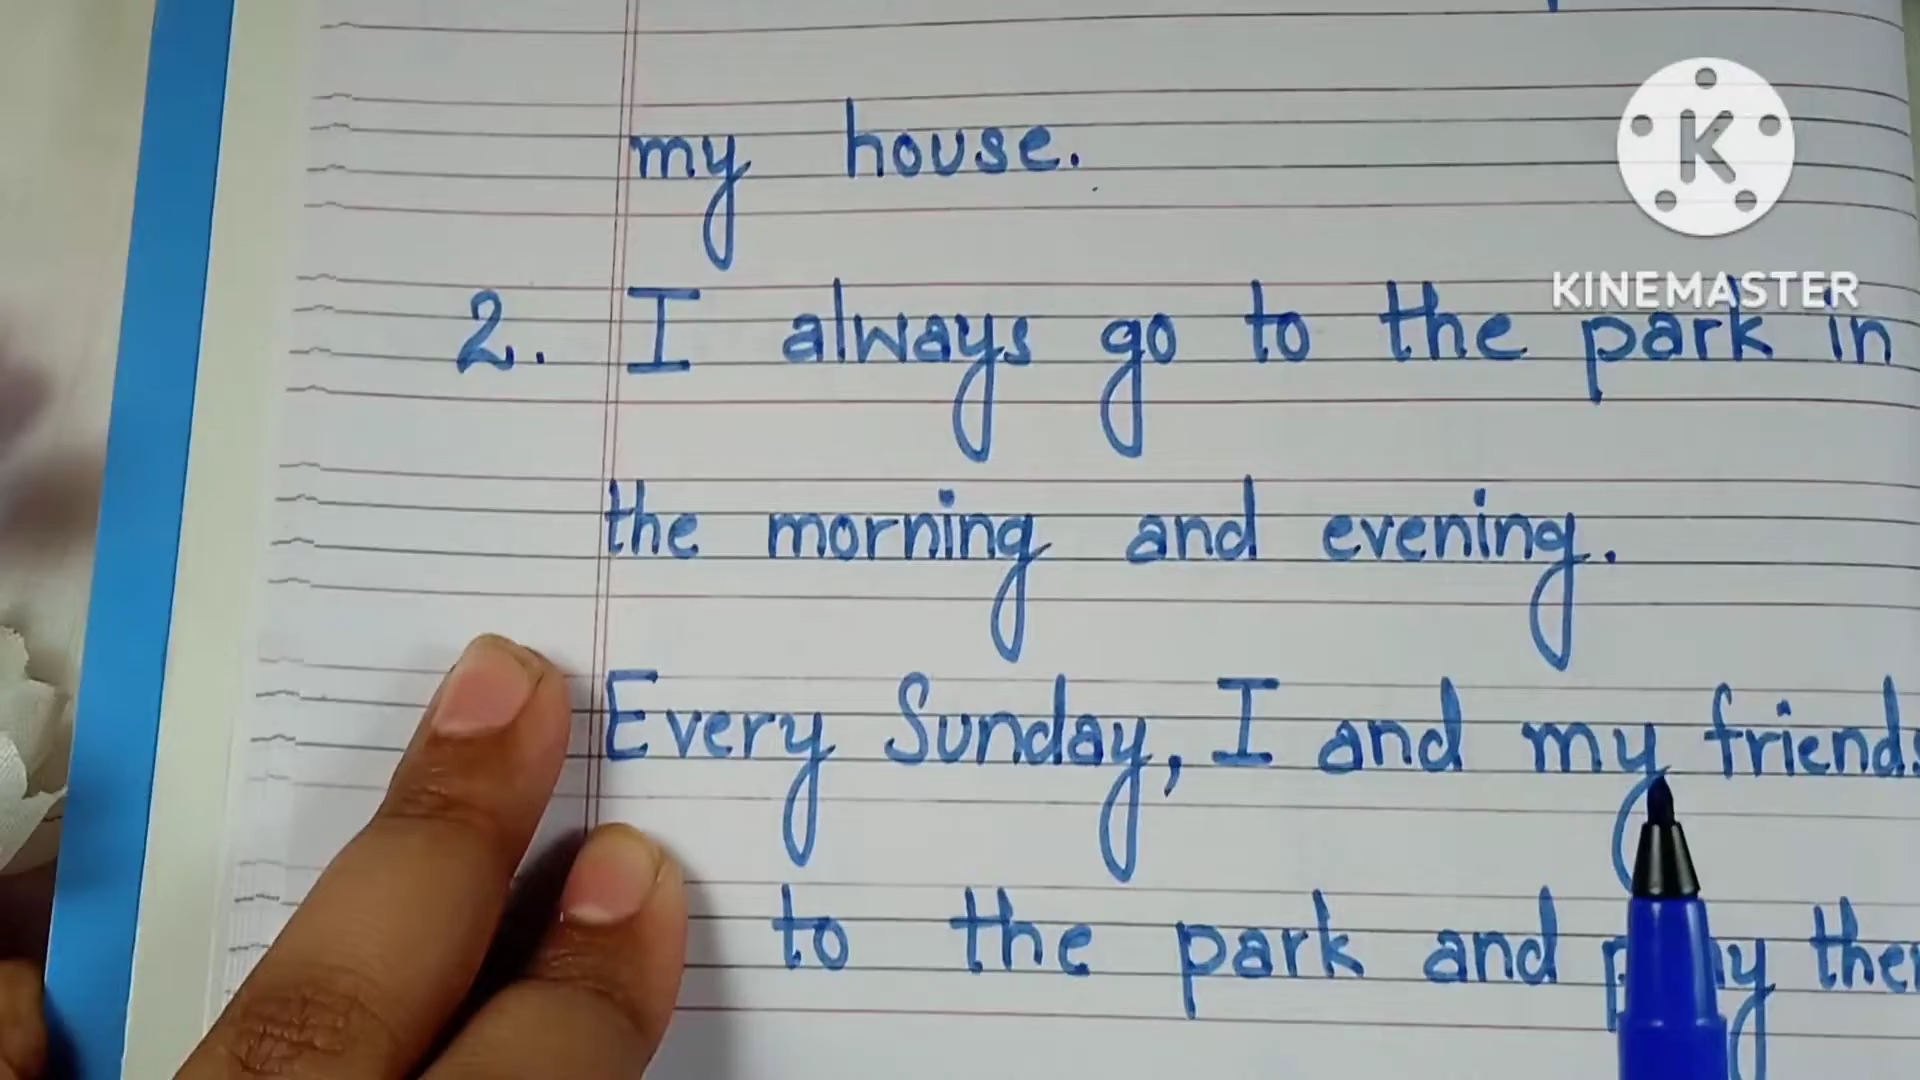 my house.
KINEMASTER
2. I always go to the park in
the morning and evening.
Every Sunday, I and my friends
to the park and